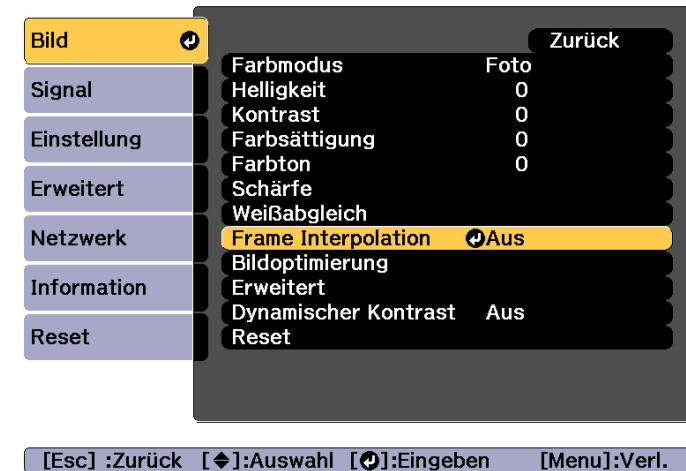 Bild
Signal
Einstellung
Erweitert
Netzwerk
Information
Reset
Zurück
Farbmodus Foto
Helligkeit 0
Kontrast 0
Farbsättigung 0
Farbton 0
Schärfe
Weißabgleich
Frame Interpolation Aus
Bildoptimierung
Erweitert
Dynamischer Kontrast Aus
Reset
[Esc] :Zurück [◆]:Auswahl [↵]:Eingeben [Menu]:Verl.